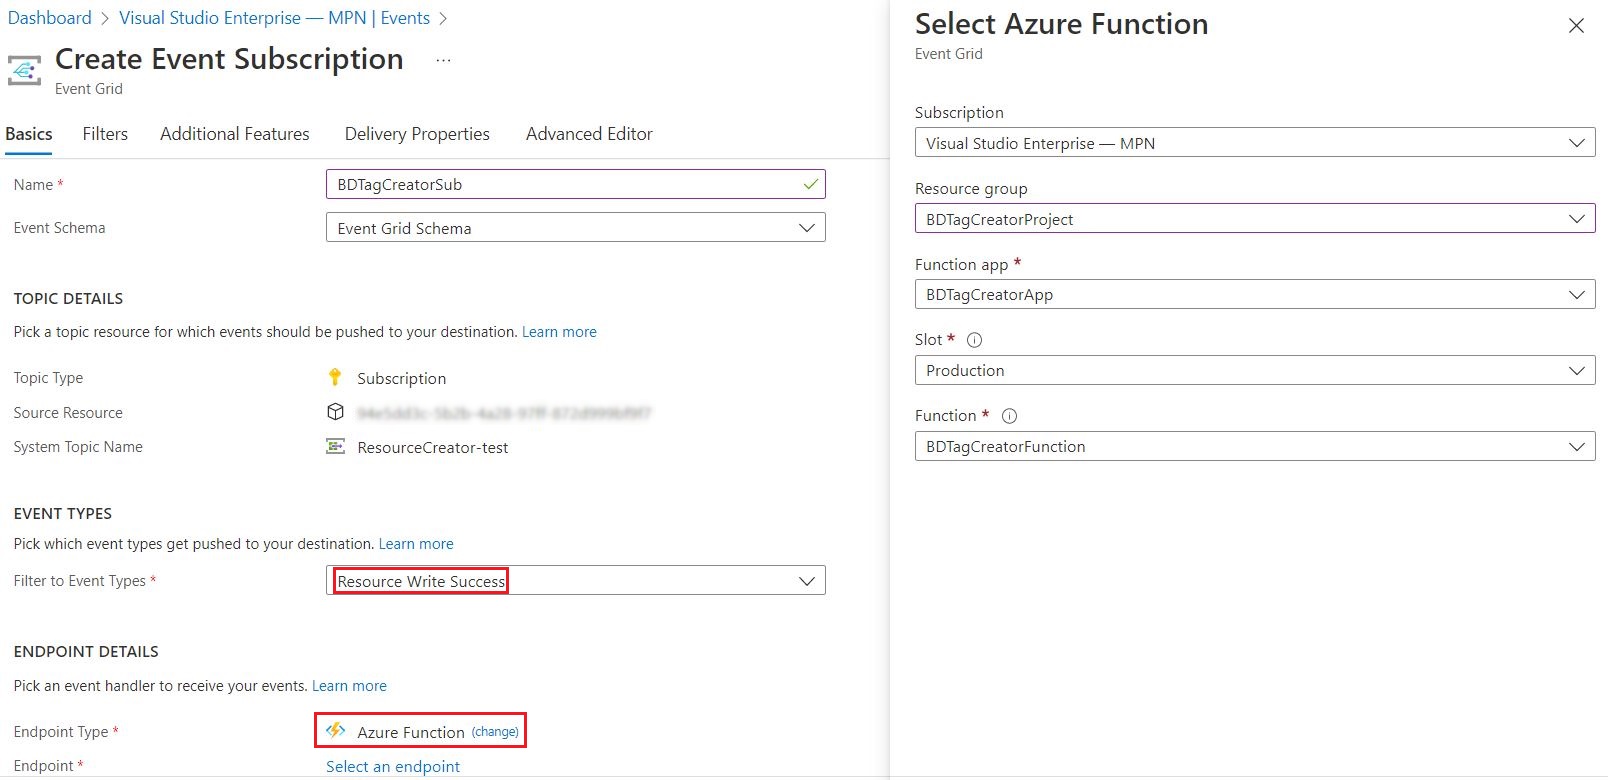 Dashboard > Visual Studio Enterprise — MPN | Events >
Create Event Subscription ...
Event Grid
Basics Filters Additional Features Delivery Properties Advanced Editor
Name * BDTagCreatorSub
Event Schema Event Grid Schema
TOPIC DETAILS
Pick a topic resource for which events should be pushed to your destination. Learn more
Topic Type Subscription
Source Resource
System Topic Name ResourceCreator-test
EVENT TYPES
Pick which event types get pushed to your destination. Learn more
Filter to Event Types * Resource Write Success
ENDPOINT DETAILS
Pick an event handler to receive your events. Learn more
Endpoint Type * Azure Function (change)
Endpoint * Select an endpoint
Select Azure Function
Event Grid
Subscription
Visual Studio Enterprise — MPN
Resource group
BDTagCreatorProject
Function app *
BDTagCreatorApp
Slot *
Production
Function *
BDTagCreatorFunction